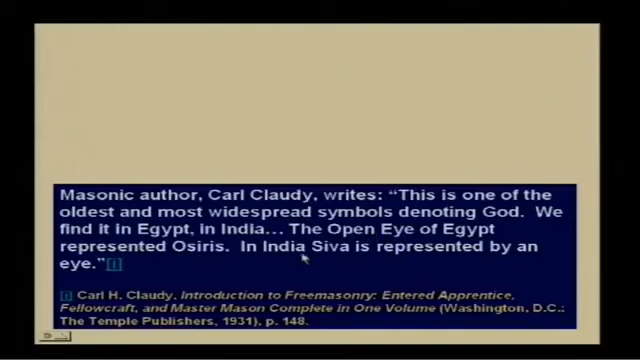 Masonic author, Carl Claudy, writes: “This is one of the
oldest and most widespread symbols denoting God.  We
find it in Egypt, in India… The Open Eye of Egypt
represented Osiris.  In India Siva is represented by an
eye.”[i]
[i] Carl H. Claudy, Introduction to Freemasonry: Entered Apprentice,
Fellowcraft, and Master Mason Complete in One Volume (Washington, D.C.:
The Temple Publishers, 1931), p. 148.